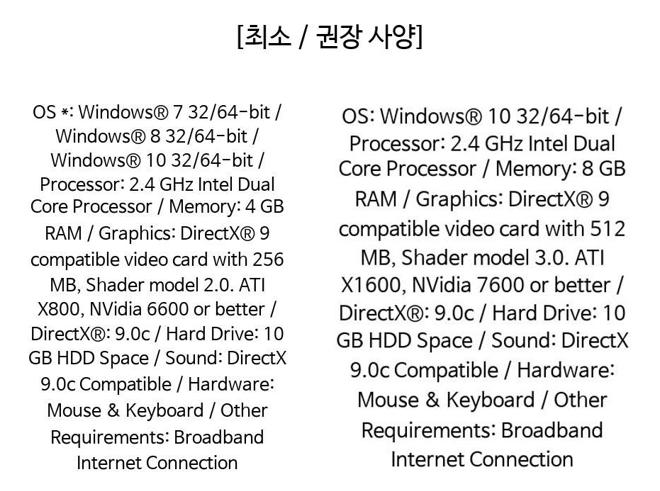 [최소 / 권장 사양]
OS *: Windows® 7 32/64-bit /
Windows® 8 32/64-bit /
Windows® 10 32/64-bit /
Processor: 2.4 GHz Intel Dual
Core Processor / Memory: 4 GB
RAM / Graphics: DirectX® 9
compatible video card with 256
MB, Shader model 2.0. ATI
X800, NVidia 6600 or better /
DirectX®: 9.0c / Hard Drive: 10
GB HDD Space / Sound: DirectX
9.0c Compatible / Hardware:
Mouse & Keyboard / Other
Requirements: Broadband
Internet Connection
OS: Windows® 10 32/64-bit /
Processor: 2.4 GHz Intel Dual
Core Processor / Memory: 8 GB
RAM / Graphics: DirectX® 9
compatible video card with 512
MB, Shader model 3.0. ATI
X1600, NVidia 7600 or better /
DirectX®: 9.0c / Hard Drive: 10
GB HDD Space / Sound: DirectX
9.0c Compatible / Hardware:
Mouse & Keyboard / Other
Requirements: Broadband
Internet Connection